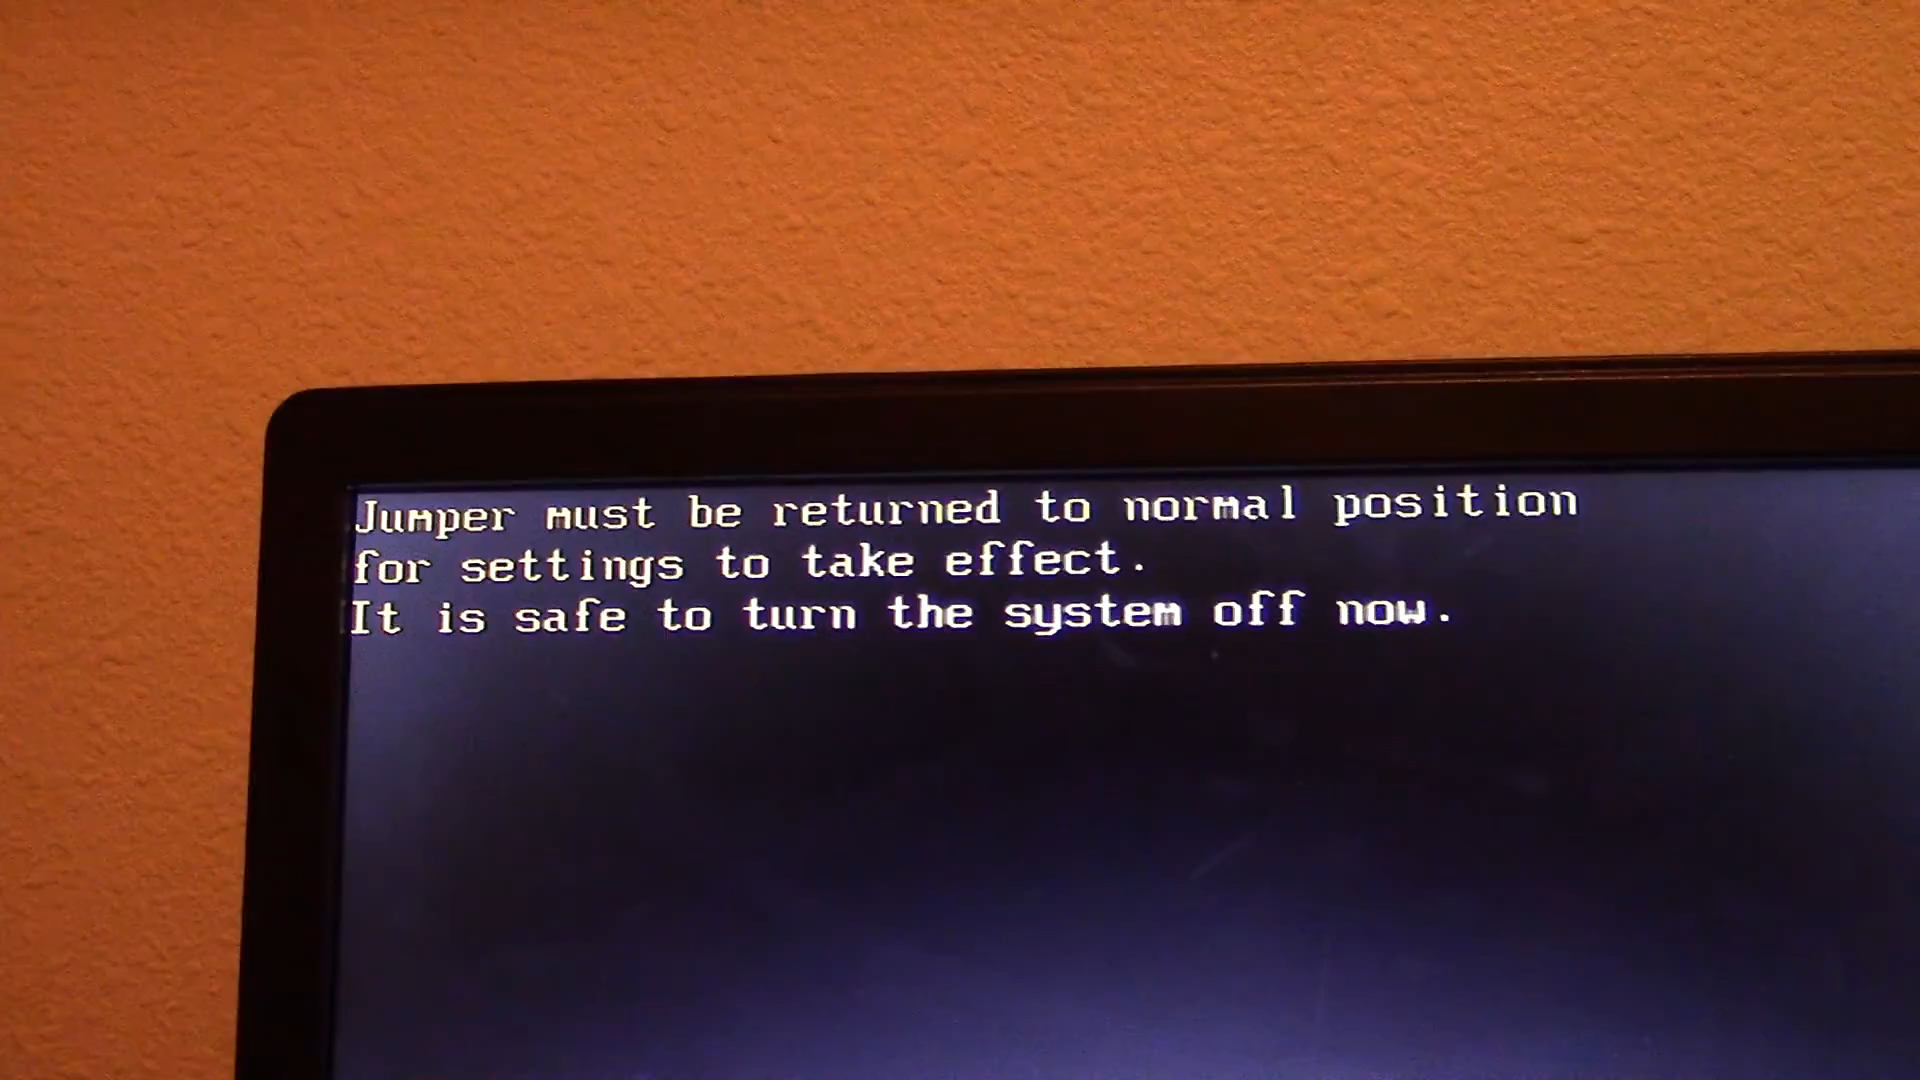 Jumper must be returned to normal position
for settings to take effect.
It is safe to turn the system off now.